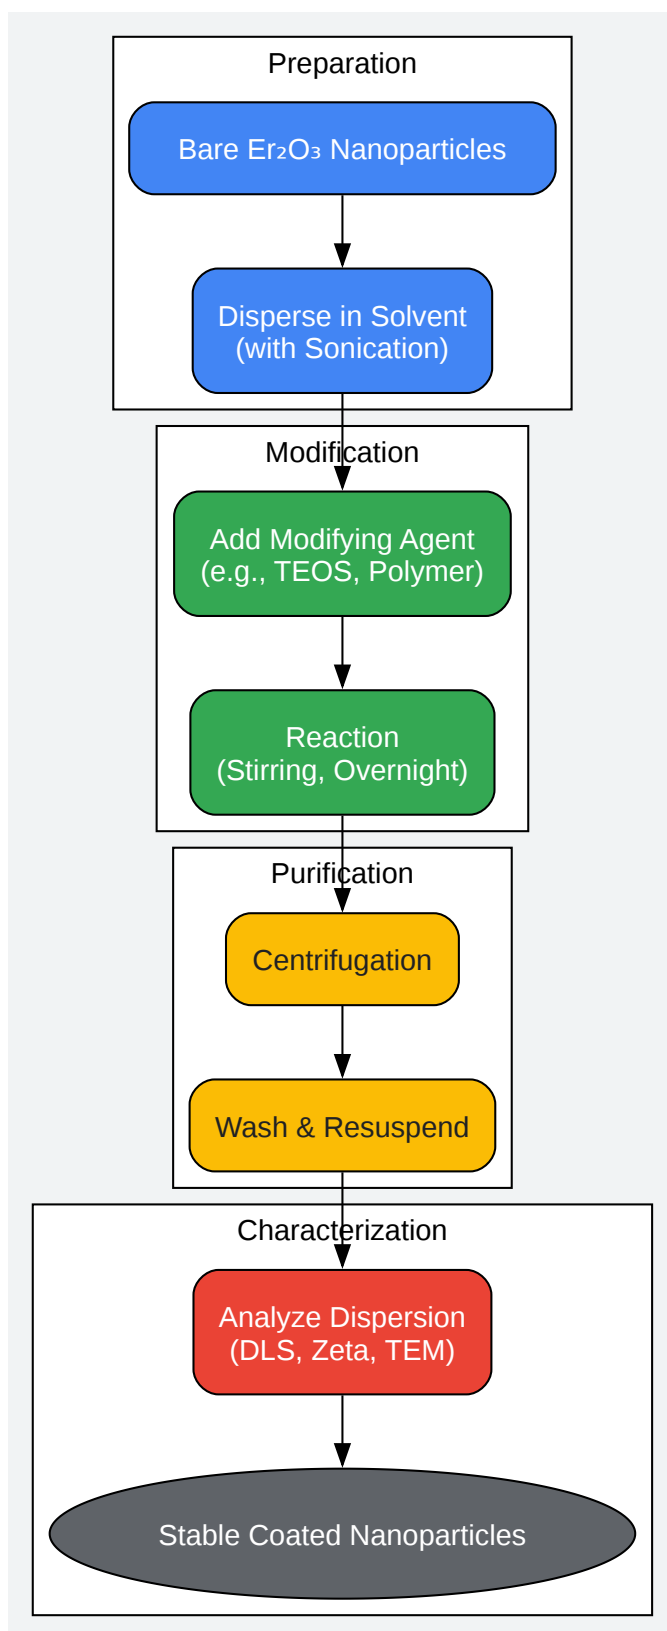 Preparation
Bare Er₂O₃ Nanoparticles
Disperse in Solvent
(with Sonication)
Modification
Add Modifying Agent
(e.g., TEOS, Polymer)
Reaction
(Stirring, Overnight)
Purification
Centrifugation
Wash & Resuspend
Characterization
Analyze Dispersion
(DLS, Zeta, TEM)
Stable Coated Nanoparticles